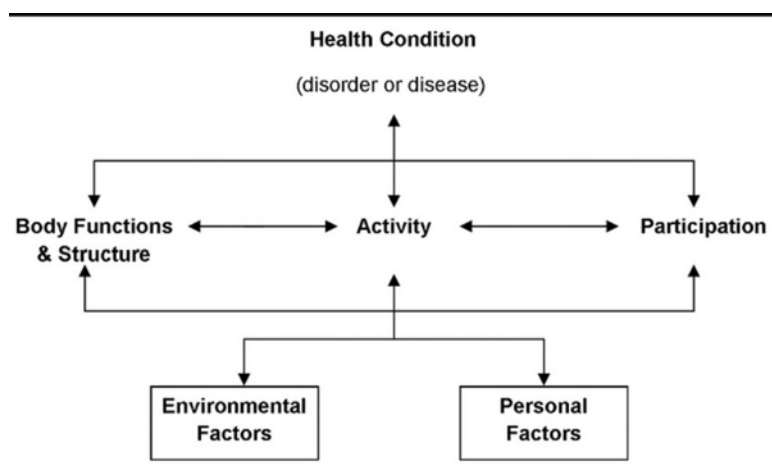 Health Condition
(disorder or disease)
Body Functions
& Structure
Activity
Participation
Environmental
Factors
Personal
Factors